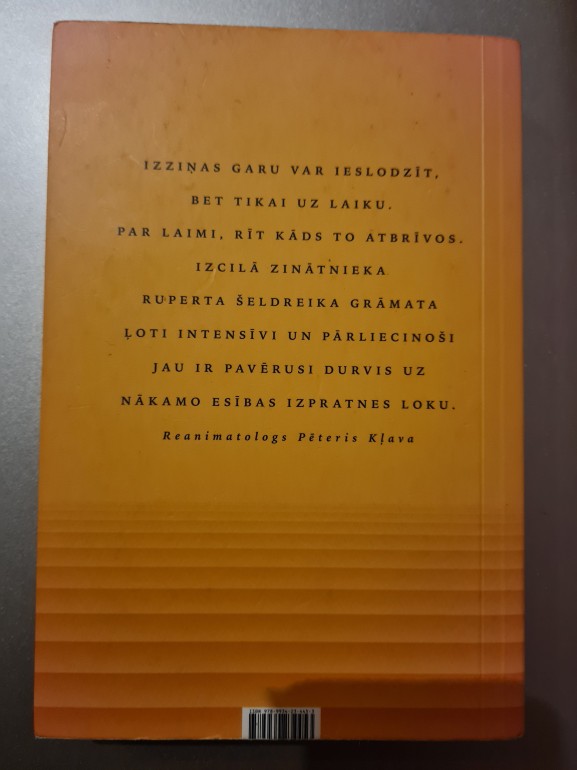 IZZIŅAS GARU VAR IESLODZĪT,
BET TIKAI UZ LAIKU.
PAR LAIMI, RĪT KĀDS TO ATBRĪVOS.
IZCILĀ ZINĀTNIEKA
RUPERTA ŠELDREIKA GRĀMATA
ĻOTI INTENSĪVI UN PĀRLIECINOŠI
JAU IR PAVĒRUSI DURVIS UZ
NĀKAMO ESĪBAS IZPRATNES LOKU.
Reanimatologs Pēteris Kļava
ISBN